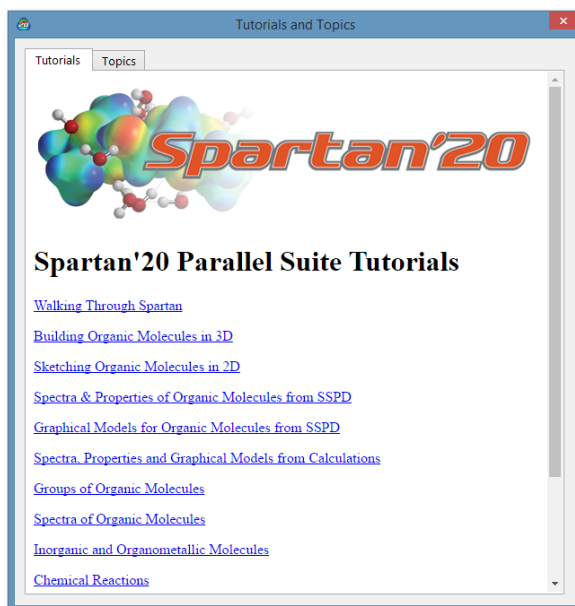 Tutorials and Topics
Tutorials Topics
Spartan'20
Spartan'20 Parallel Suite Tutorials
Walking Through Spartan
Building Organic Molecules in 3D
Sketching Organic Molecules in 2D
Spectra & Properties of Organic Molecules from SSPD
Graphical Models for Organic Molecules from SSPD
Spectra, Properties and Graphical Models from Calculations
Groups of Organic Molecules
Spectra of Organic Molecules
Inorganic and Organometallic Molecules
Chemical Reactions